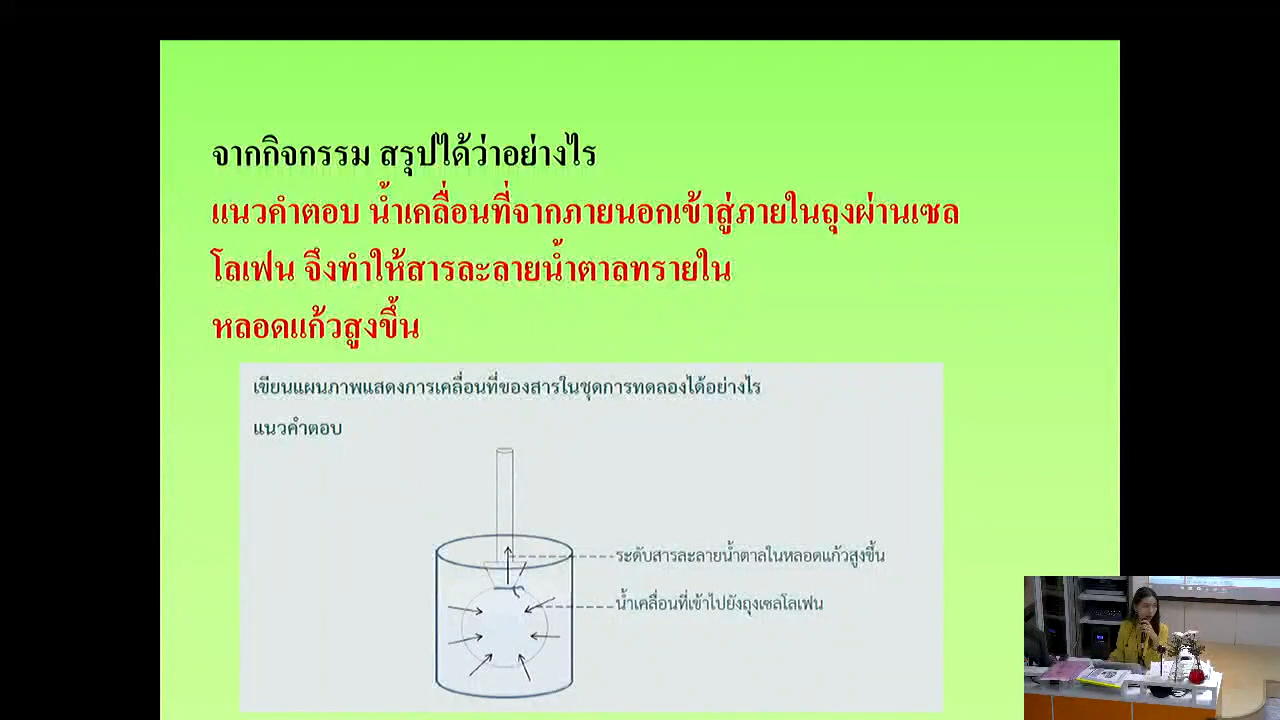 จากกิจกรรม สรุปได้ว่าอย่างไร
แนวคำตอบ น้ำเคลื่อนที่จากภายนอกเข้าสู่ภายในถุงผ่านเซล
โลเฟน จึงทำให้สารละลายน้ำตาลทรายใน
หลอดแก้วสูงขึ้น
เขียนแผนภาพแสดงการเคลื่อนที่ของสารในชุดการทดลองได้อย่างไร
แนวคำตอบ
ระดับสารละลายน้ำตาลในหลอดแก้วสูงขึ้น
น้ำเคลื่อนที่เข้าไปยังถุงเซลโลเฟน